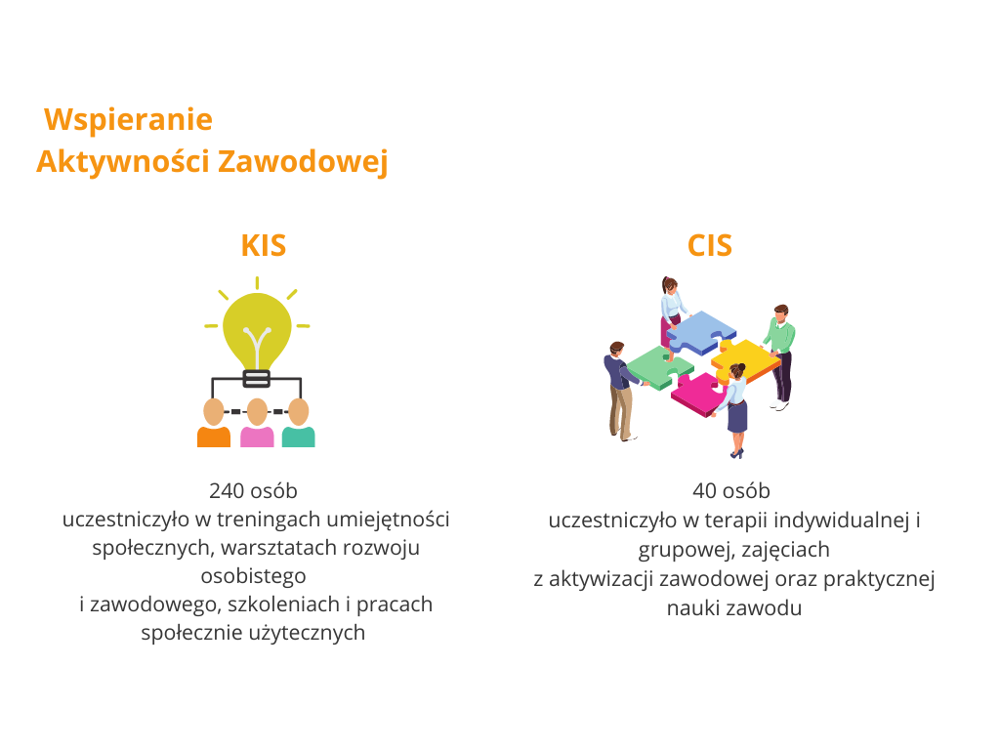 Wspieranie
Aktywności Zawodowej
KIS
240 osób
uczestniczyło w treningach umiejętności
społecznych, warsztatach rozwoju
osobistego
i zawodowego, szkoleniach i pracach
społecznie użytecznych
CIS
40 osób
uczestniczyło w terapii indywidualnej i
grupowej, zajęciach
z aktywizacji zawodowej oraz praktycznej
nauki zawodu